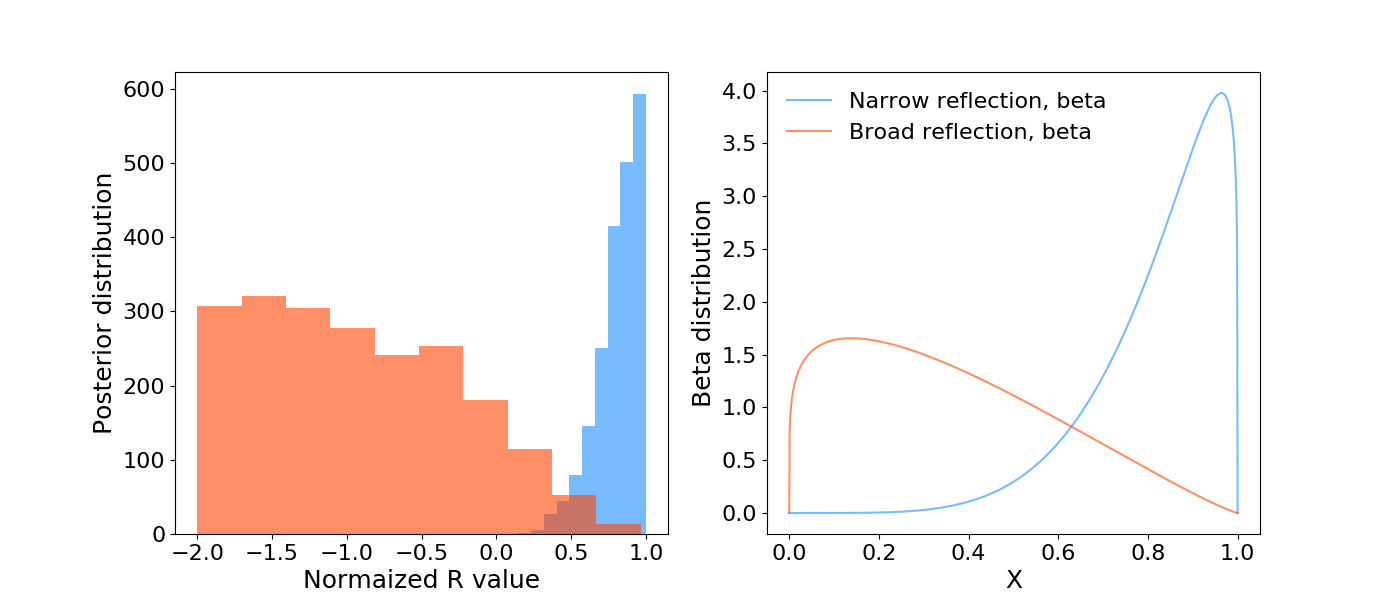 600
500
400
300
200
100
0
Posterior distribution
−2.0 −1.5 −1.0 −0.5 0.0 0.5 1.0
Normaized R value
4.0
3.5
3.0
2.5
2.0
1.5
1.0
0.5
0.0
Beta distribution
Narrow reflection, beta
Broad reflection, beta
0.0 0.2 0.4 0.6 0.8 1.0
X